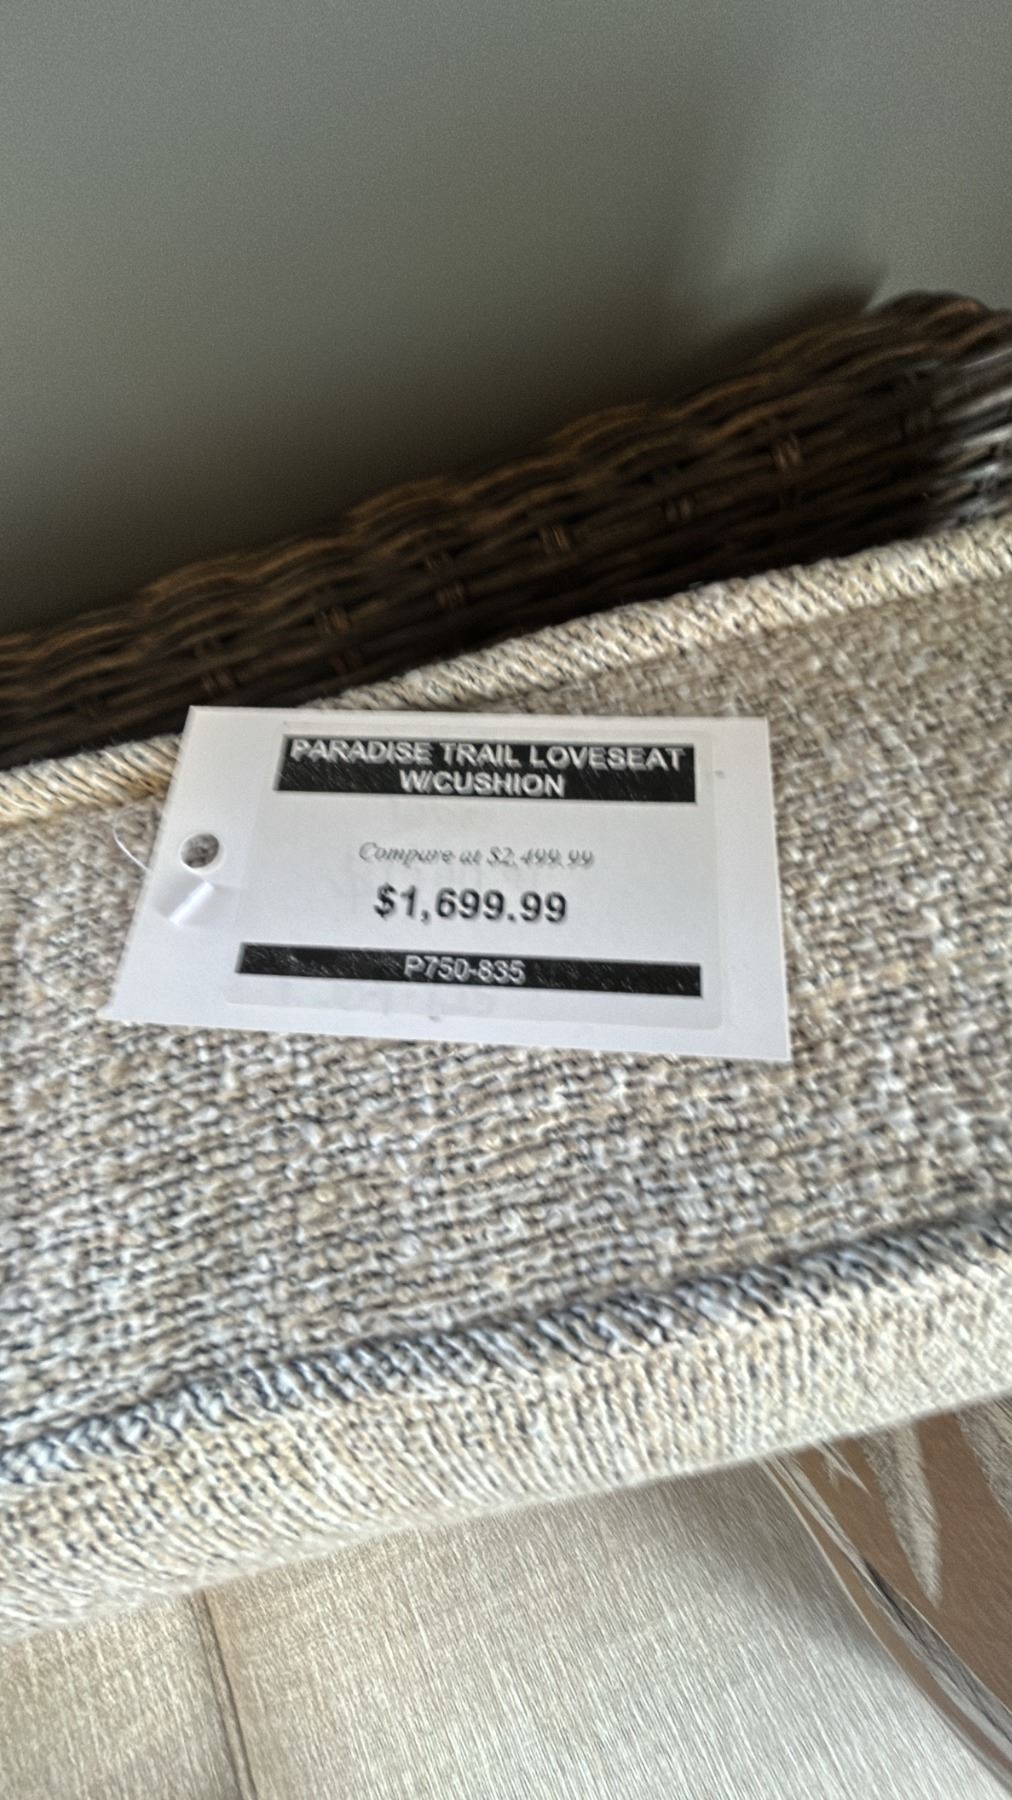 PARADISE TRAIL LOVESEAT
W/CUSHION
Compare at $2,499.99
$1,699.99
P750-835